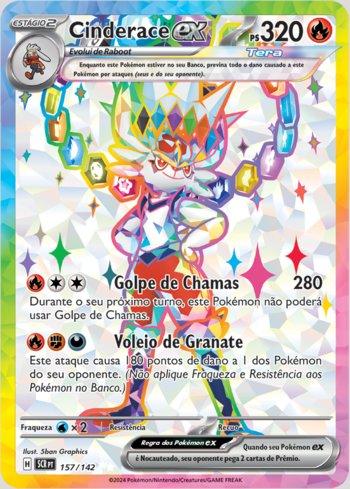 ESTÁGIO 2
Cinderace ex
PS 320
Evolui de Raboot
Tera
Enquanto este Pokémon estiver no seu Banco, previna todo o dano causado a este
Pokémon por ataques (seus e do seu oponente).
Golpe de Chamas 280
Durante o seu próximo turno, este Pokémon não poderá
usar Golpe de Chamas.
Voleio de Granate
Este ataque causa 180 pontos de dano a 1 dos Pokémon
do seu oponente. (Não aplique Fraqueza e Resistência aos
Pokémon no Banco.)
Fraqueza ×2 Resistência Recuo
Ilust. 5ban Graphics
H SCR PT 157/142
Regra dos Pokémon ex
Quando seu Pokémon ex
é Nocauteado, seu oponente pega 2 cartas de Prêmio.
©2024 Pokémon/Nintendo/Creatures/GAME FREAK